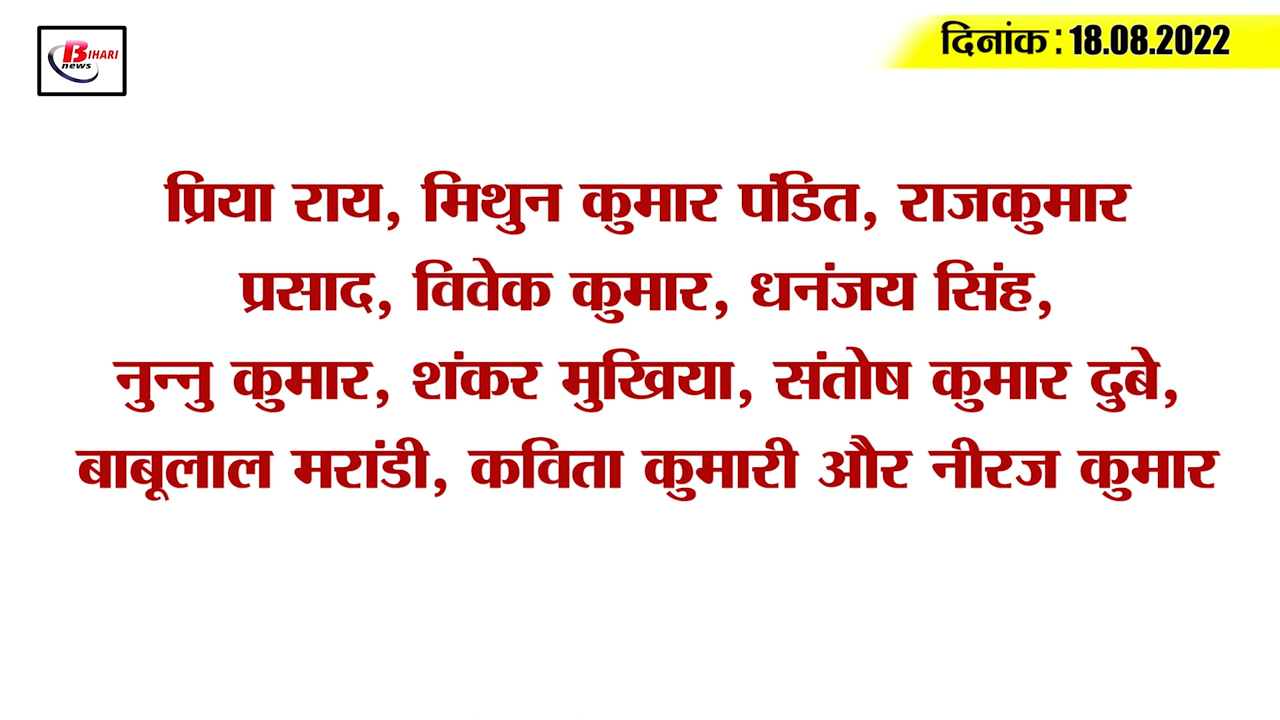 BIHARI
news
दिनांक : 18.08.2022
प्रिया राय, मिथुन कुमार पंडित, राजकुमार
प्रसाद, विवेक कुमार, धनंजय सिंह,
नुन्नु कुमार, शंकर मुखिया, संतोष कुमार दुबे,
बाबूलाल मरांडी, कविता कुमारी और नीरज कुमार